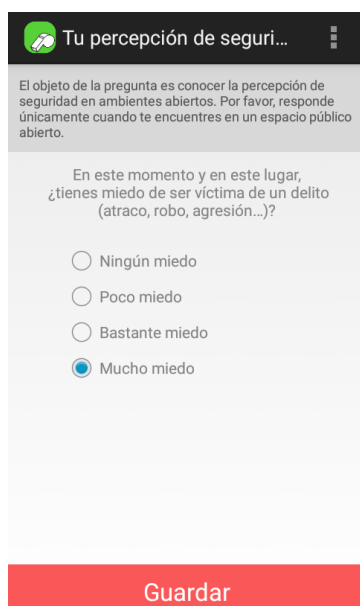 Tu percepción de seguri...
El objeto de la pregunta es conocer la percepción de
seguridad en ambientes abiertos. Por favor, responde
únicamente cuando te encuentres en un espacio público
abierto.
En este momento y en este lugar,
¿tienes miedo de ser víctima de un delito
(atraco, robo, agresión...)?
Ningún miedo
Poco miedo
Bastante miedo
Mucho miedo
Guardar